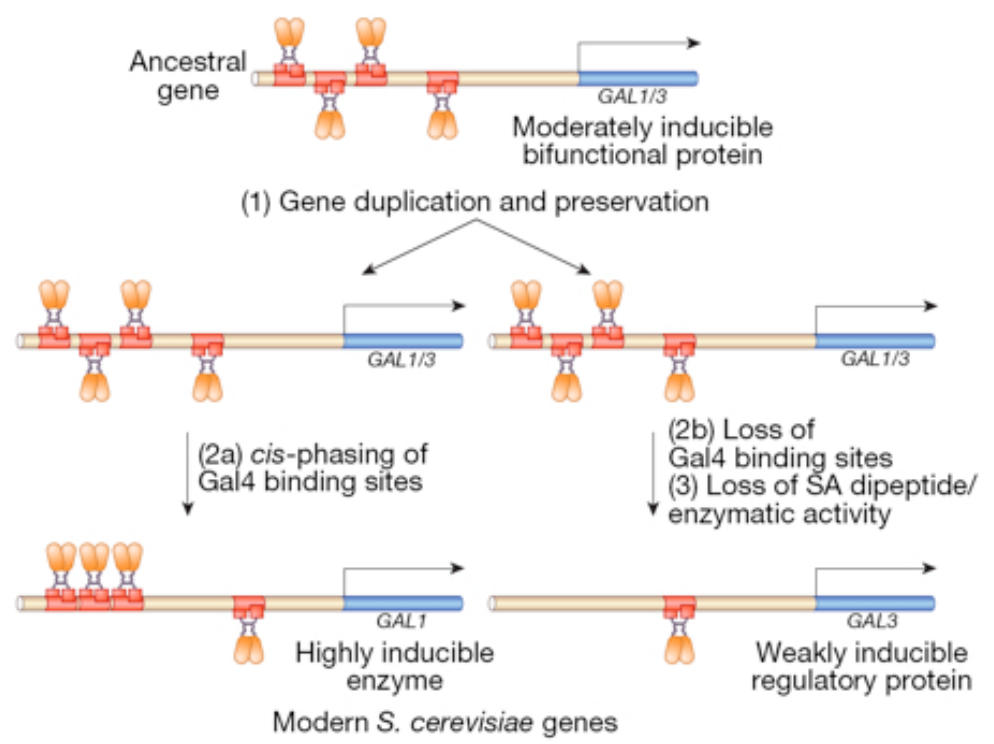 Ancestral
gene
GAL1/3
Moderately inducible
bifunctional protein
(1) Gene duplication and preservation
GAL1/3
GAL1/3
(2a) cis-phasing of
Gal4 binding sites
(2b) Loss of
Gal4 binding sites
(3) Loss of SA dipeptide/
enzymatic activity
GAL1
Highly inducible
enzyme
GAL3
Weakly inducible
regulatory protein
Modern S. cerevisiae genes